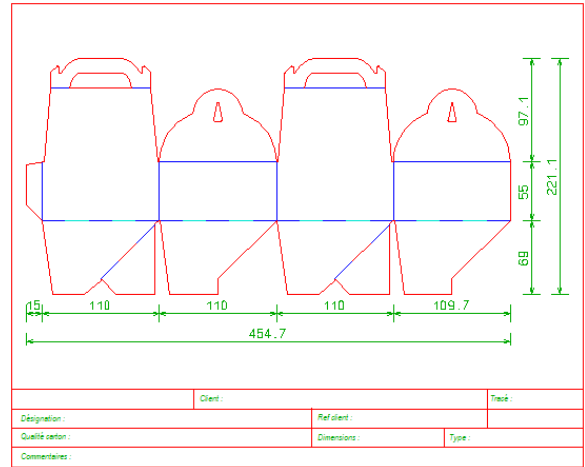 97.1
221.1
55
69
15 110 110 110 109.7
454.7
Client : Tracé :
Désignation : Ref client :
Qualité carton : Dimensions : Type :
Commentaires :